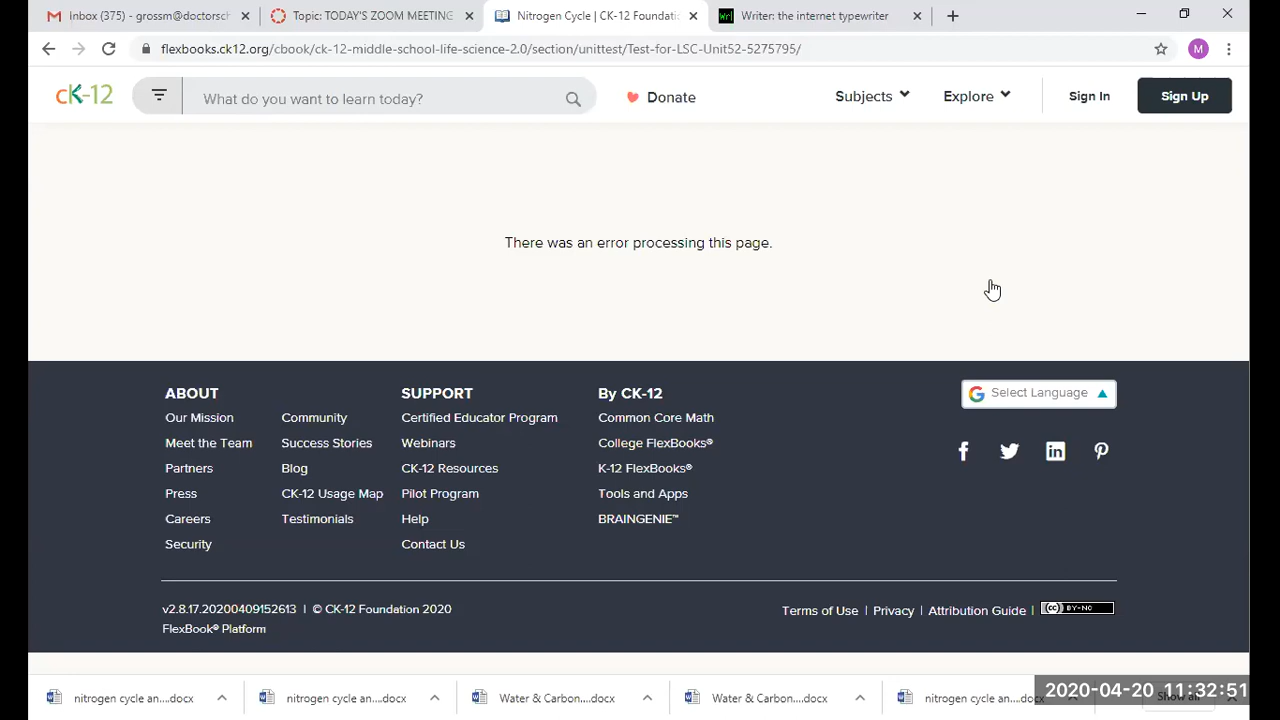 Inbox (375) - grossm@doctorsch
Topic: TODAY'S ZOOM MEETING
Nitrogen Cycle | CK-12 Foundatio
Wr
Writer: the internet typewriter
flexbooks.ck12.org/cbook/ck-12-middle-school-life-science-2.0/section/unittest/Test-for-LSC-Unit52-5275795/
M
cK-12
What do you want to learn today?
Donate
Subjects
Explore
Sign In
Sign Up
There was an error processing this page.
ABOUT
Our Mission
Meet the Team
Partners
Press
Careers
Security
Community
Success Stories
Blog
CK-12 Usage Map
Testimonials
SUPPORT
Certified Educator Program
Webinars
CK-12 Resources
Pilot Program
Help
Contact Us
By CK-12
Common Core Math
College FlexBooks®
K-12 FlexBooks®
Tools and Apps
BRAINGENIE™
G Select Language
v2.8.17.20200409152613 | © CK-12 Foundation 2020
FlexBook® Platform
Terms of Use | Privacy | Attribution Guide | cc BY-NC
nitrogen cycle an....docx
nitrogen cycle an....docx
Water & Carbon....docx
Water & Carbon....docx
nitrogen cycle an....docx
Show all
2020-04-20 11:32:51